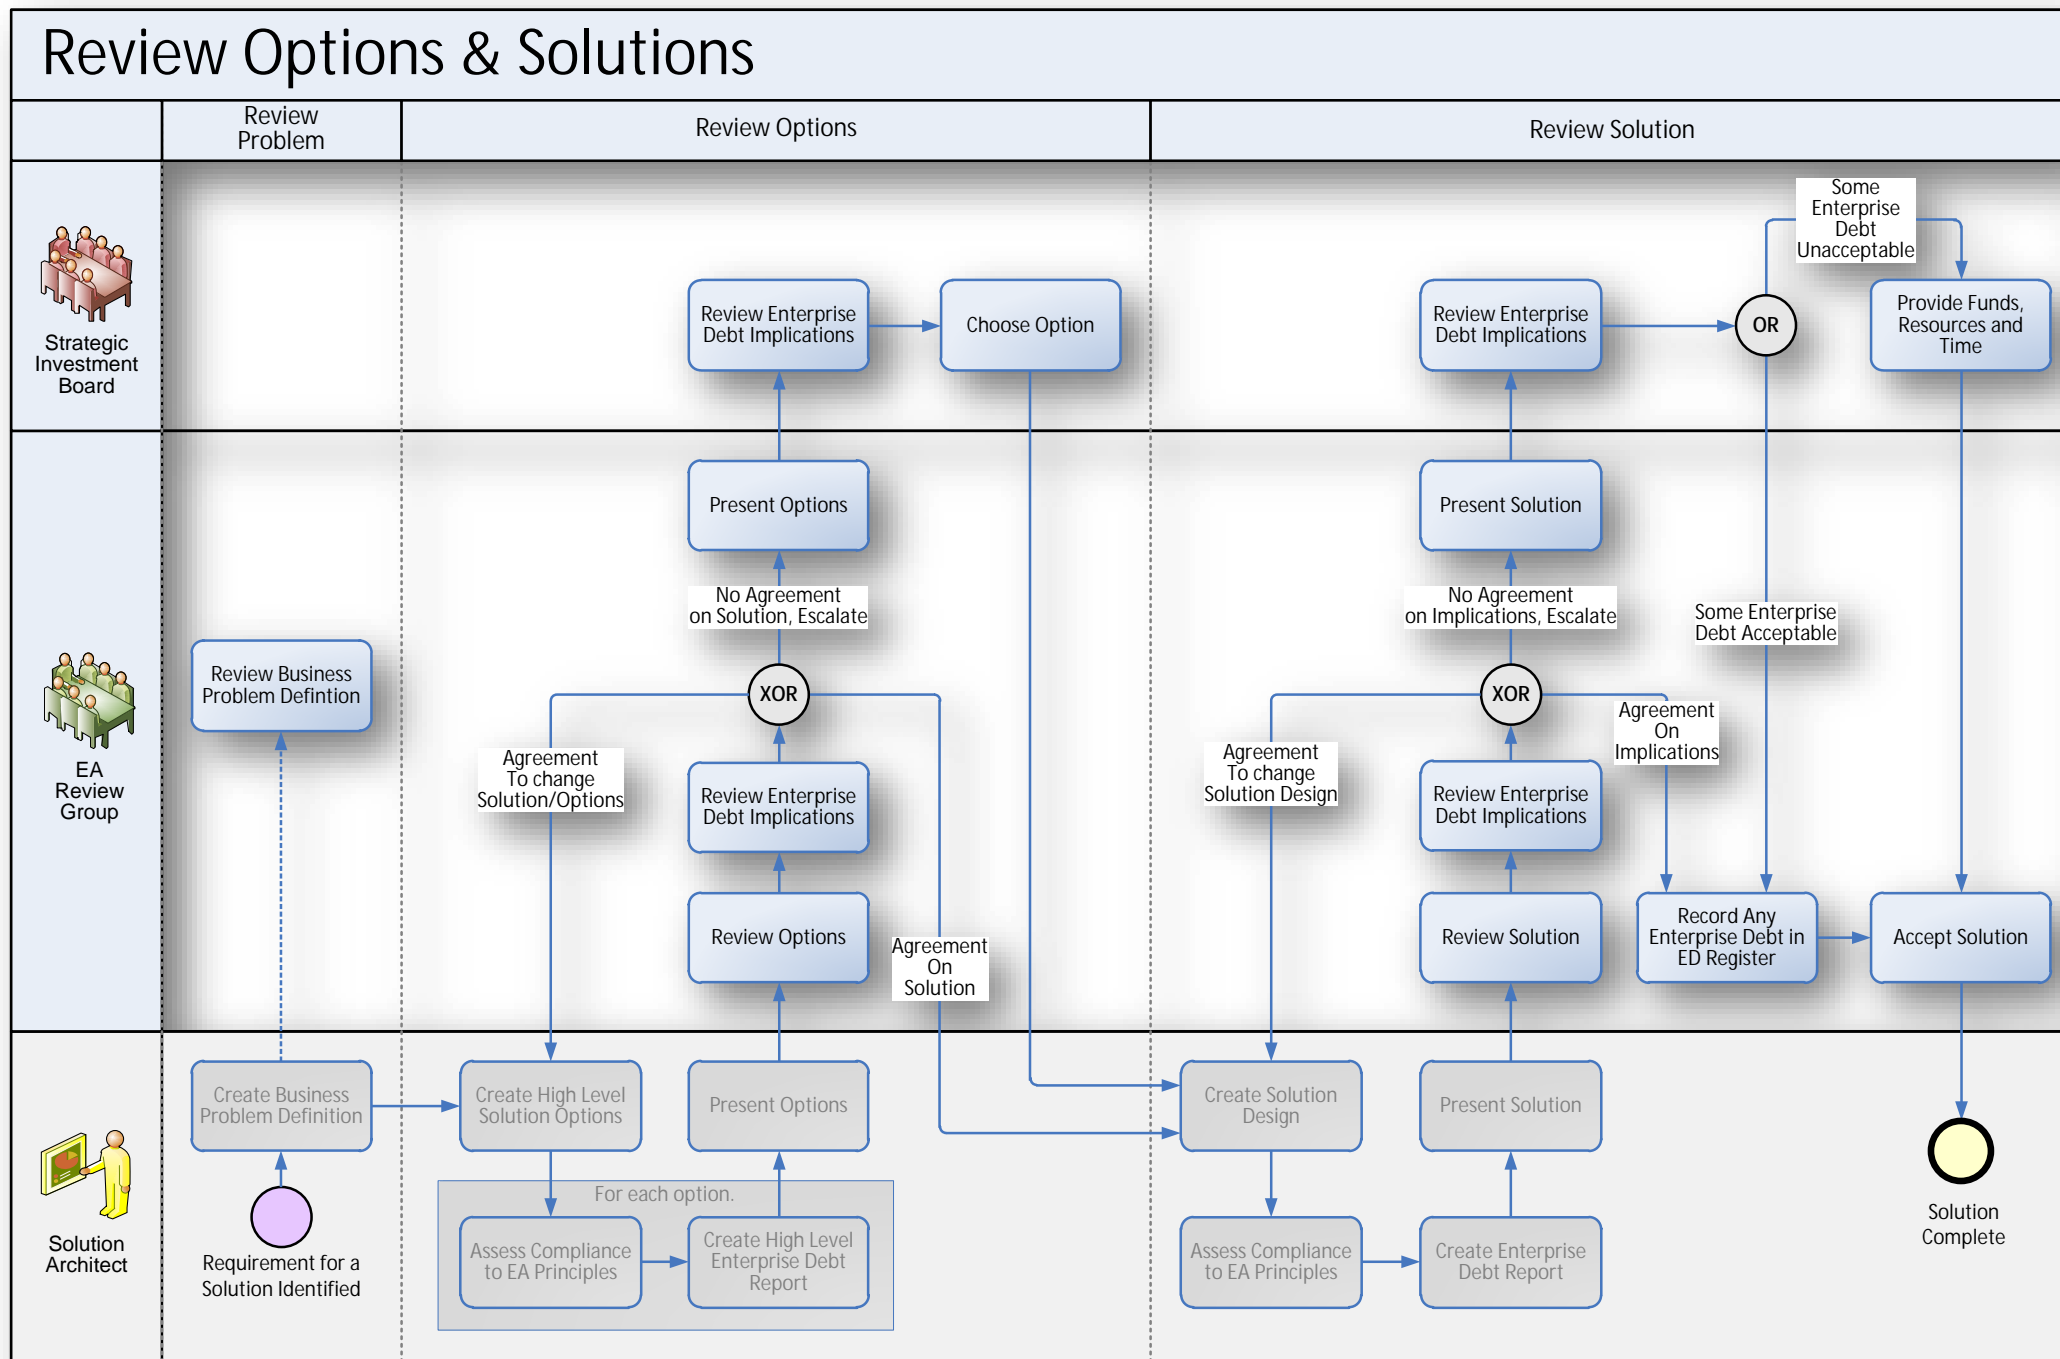 Review Options & Solutions
Review
Problem
Review Options
Review Solution
Strategic
Investment
Board
Review Enterprise
Debt Implications
Choose Option
Review Enterprise
Debt Implications
OR
Some
Enterprise
Debt
Unacceptable
Provide Funds,
Resources and
Time
EA
Review
Group
Review Business
Problem Defintion
Present Options
No Agreement
on Solution, Escalate
XOR
Agreement
To change
Solution/Options
Review Enterprise
Debt Implications
Review Options
Agreement
On
Solution
Present Solution
No Agreement
on Implications, Escalate
XOR
Agreement
To change
Solution Design
Agreement
On
Implications
Some Enterprise
Debt Acceptable
Review Enterprise
Debt Implications
Review Solution
Record Any
Enterprise Debt in
ED Register
Accept Solution
Solution
Architect
Create Business
Problem Definition
Requirement for a
Solution Identified
Create High Level
Solution Options
Present Options
For each option.
Assess Compliance
to EA Principles
Create High Level
Enterprise Debt
Report
Create Solution
Design
Present Solution
Assess Compliance
to EA Principles
Create Enterprise
Debt Report
Solution
Complete